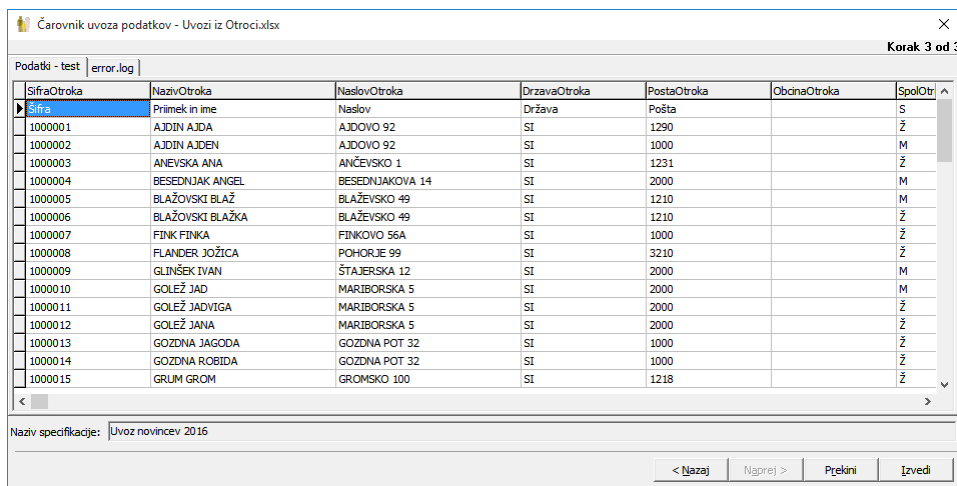 Čarovnik uvoza podatkov - Uvozi iz Otroci.xlsx
Korak 3 od 3
Podatki - test error.log
SifraOtroka NazivOtroka NaslovOtroka DrzavaOtroka PostaOtroka ObcinaOtroka SpolOtr
Šifra Priimek in ime Naslov Država Pošta S
1000001 AJDIN AJDA AJDOVO 92 SI 1290 Ž
1000002 AJDIN AJDEN AJDOVO 92 SI 1000 M
1000003 ANEVSKA ANA ANČEVSKO 1 SI 1231 Ž
1000004 BESEDNJAK ANGEL BESEDNJAKOVA 14 SI 2000 M
1000005 BLAŽOVSKI BLAŽ BLAŽEVSKO 49 SI 1210 M
1000006 BLAŽOVSKI BLAŽKA BLAŽEVSKO 49 SI 1210 Ž
1000007 FINK FINKA FINKOVO 56A SI 1000 Ž
1000008 FLANDER JOŽICA POHORJE 99 SI 3210 Ž
1000009 GLINŠEK IVAN ŠTAJERSKA 12 SI 2000 M
1000010 GOLEŽ JAD MARIBORSKA 5 SI 2000 M
1000011 GOLEŽ JADVIGA MARIBORSKA 5 SI 2000 Ž
1000012 GOLEŽ JANA MARIBORSKA 5 SI 2000 Ž
1000013 GOZDNA JAGODA GOZDNA POT 32 SI 1000 Ž
1000014 GOZDNA ROBIDA GOZDNA POT 32 SI 1000 Ž
1000015 GRUM GROM GROMSKO 100 SI 1218 Ž
Naziv specifikacije: Uvoz novincev 2016
< Nazaj Naprej > Prekini Izvedi